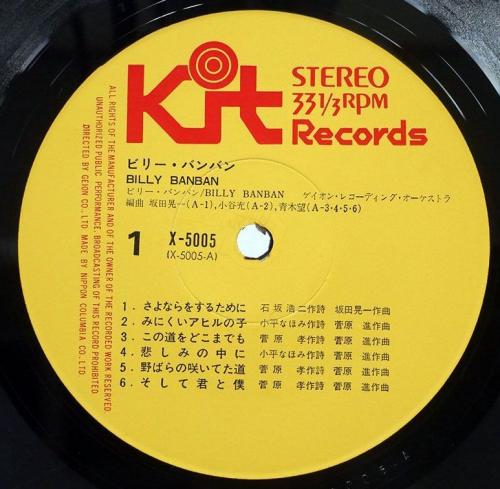 Kit Records
STEREO
33 1/3 RPM
ビリー・バンバン
BILLY BANBAN
ビリー・バンバン/BILLY BANBAN ゲイオン・レコーディング・オーケストラ
編曲 坂田晃一(A-1), 小谷充(A-2), 青木望(A-3・4・5・6)
1 X-5005
(X-5005-A)
1. さよならをするために 石坂浩二作詩 坂田晃一作曲
2. みにくいアヒルの子 小平なほみ作詩 菅原 進作曲
3. この道をどこまでも 菅原 孝作詩 菅原 進作曲
4. 悲しみの中に 小平なほみ作詩 菅原 進作曲
5. 野ばらの咲いてた道 菅原 孝作詩 菅原 進作曲
6. そして君と僕 菅原 孝作詩 菅原 進作曲
ALL RIGHTS OF THE MANUFACTURER AND OF THE OWNER OF THE RECORDED WORK RESERVED.
UNAUTHORIZED PUBLIC PERFORMANCE. BROADCASTING OF THIS RECORD PROHIBITED
DIRECTED BY GEION CO., LTD MADE BY NIPPON COLUMBIA CO., LTD